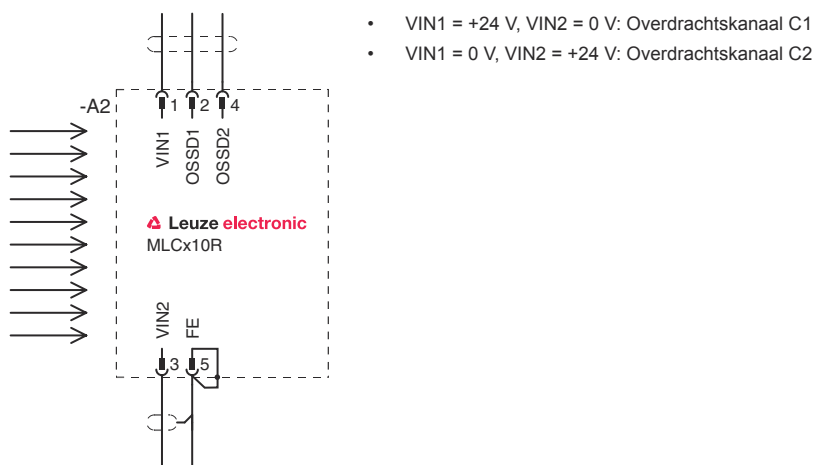 • VIN1 = +24 V, VIN2 = 0 V: Overdrachtskanaal C1
• VIN1 = 0 V, VIN2 = +24 V: Overdrachtskanaal C2
-A2
1 2 4
VIN1 OSSD1 OSSD2
Leuze electronic
MLCx10R
VIN2 FE
3 5